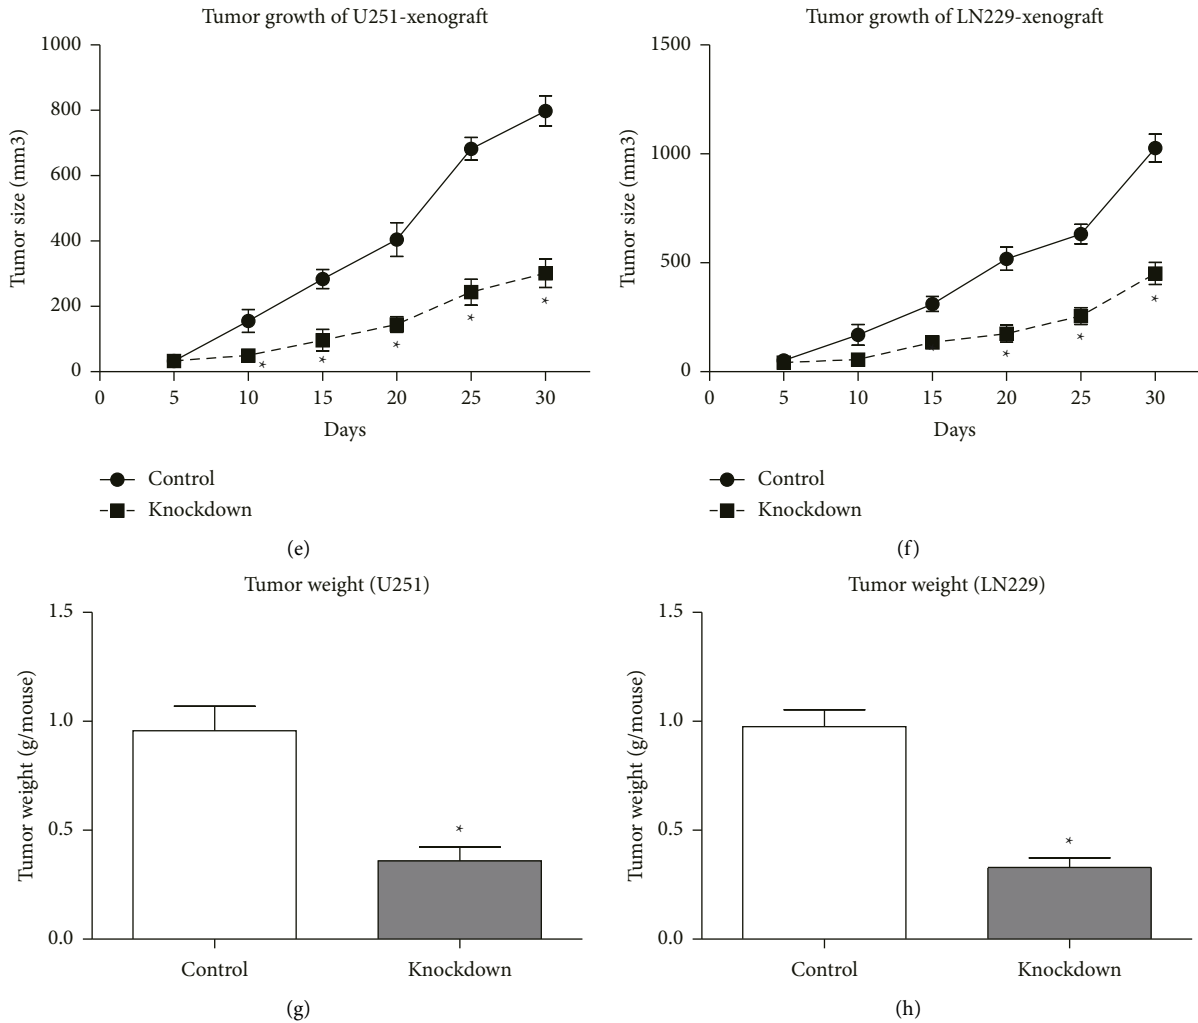 Tumor growth of U251-xenograft
1000
800
600
400
200
0
Tumor size (mm3)
0 5 10 15 20 25 30
Days
* * * * *
Control
Knockdown
(e)
Tumor growth of LN229-xenograft
1500
1000
500
0
Tumor size (mm3)
0 5 10 15 20 25 30
Days
* * *
Control
Knockdown
(f)
Tumor weight (U251)
1.5
1.0
0.5
0.0
Tumor weight (g/mouse)
*
Control Knockdown
(g)
Tumor weight (LN229)
1.5
1.0
0.5
0.0
Tumor weight (g/mouse)
*
Control Knockdown
(h)